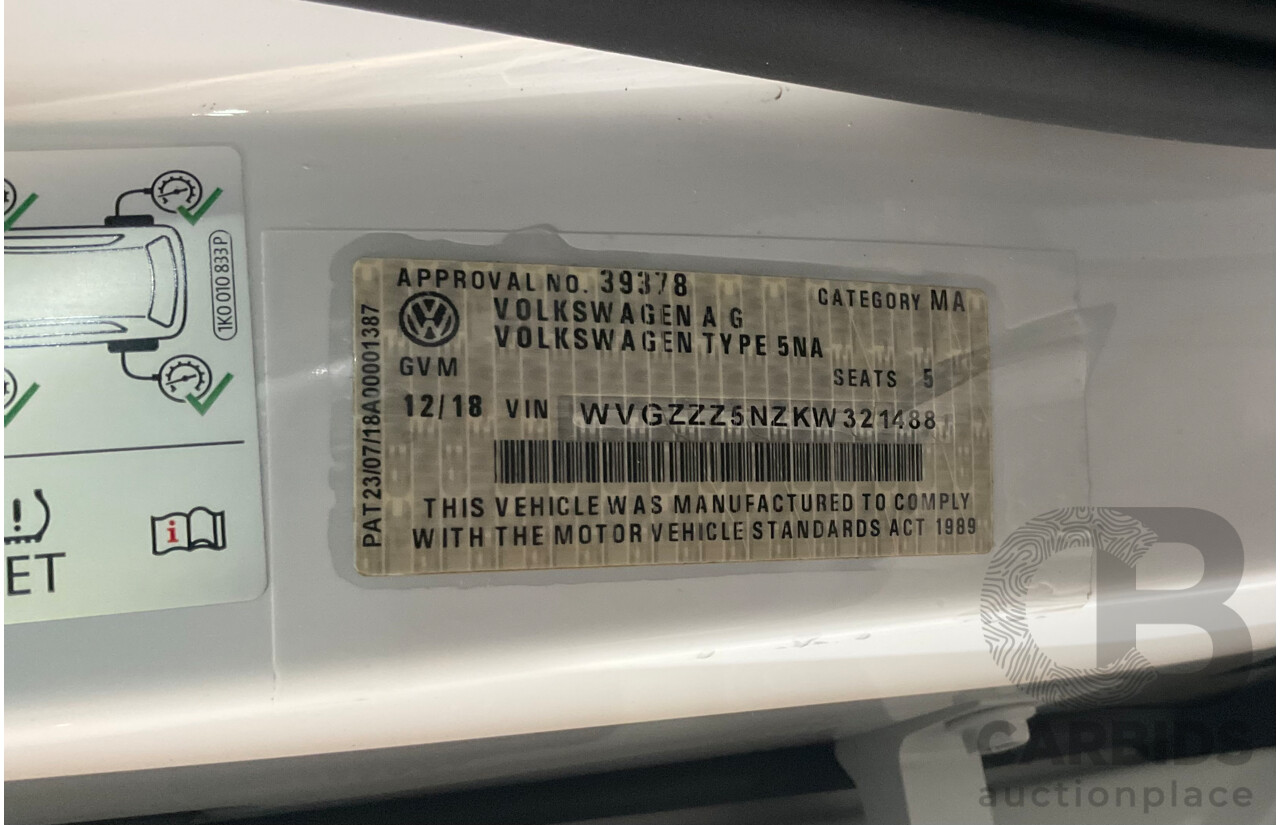 1K0 010 833P
ET
i
PAT23/07/18A00001387
APPROVAL NO. 39378
CATEGORY MA
VOLKSWAGEN AG
VOLKSWAGEN TYPE 5NA
GVM
SEATS 5
12/18 VIN WVGZZZ5NZKW321488
THIS VEHICLE WAS MANUFACTURED TO COMPLY
WITH THE MOTOR VEHICLE STANDARDS ACT 1989
CB
CARBIDS
auctionplace